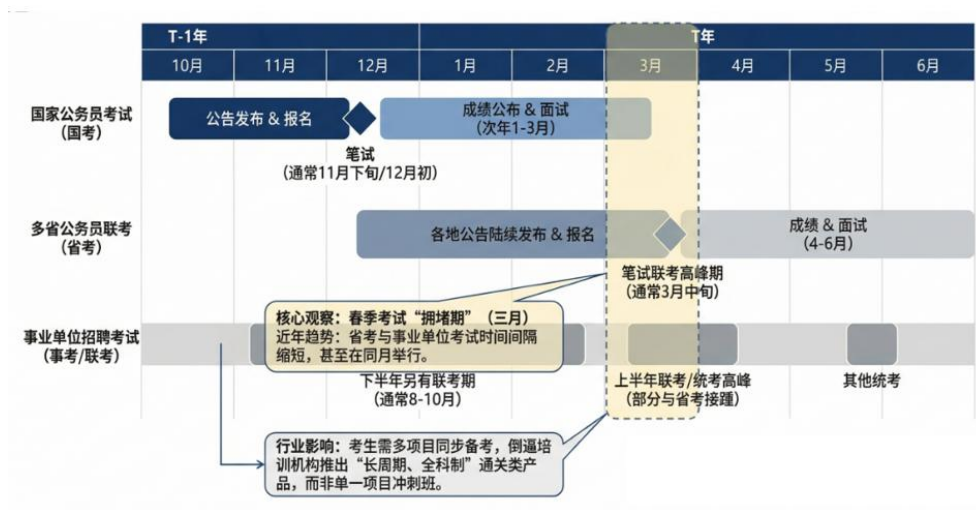 T-1年
T年
10月
11月
12月
1月
2月
3月
4月
5月
6月
国家公务员考试
(国考)
公告发布 & 报名
成绩公布 & 面试
(次年1-3月)
笔试
(通常11月下旬/12月初)
多省公务员联考
(省考)
各地公告陆续发布 & 报名
成绩 & 面试
(4-6月)
笔试联考高峰期
(通常3月中旬)
核心观察：春季考试“拥堵期”（三月）
近年趋势：省考与事业单位考试时间间隔
缩短，甚至在同月举行。
事业单位招聘考试
(事考/联考)
下半年另有联考期
(通常8-10月)
上半年联考/统考高峰
(部分与省考接踵)
其他统考
行业影响：考生需多项目同步备考，倒逼培
训机构推出“长周期、全科制”通关类产
品，而非单一项目冲刺班。